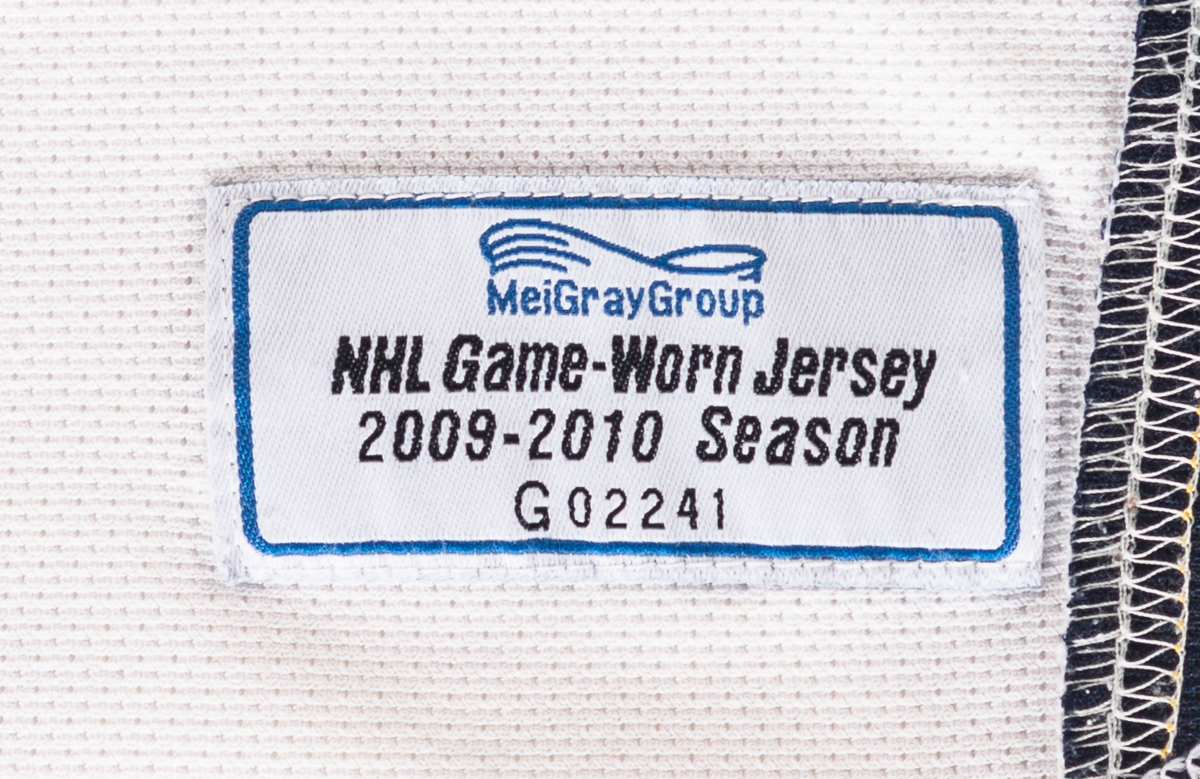 MeiGrayGroup
NHL Game-Worn Jersey
2009-2010 Season
G02241